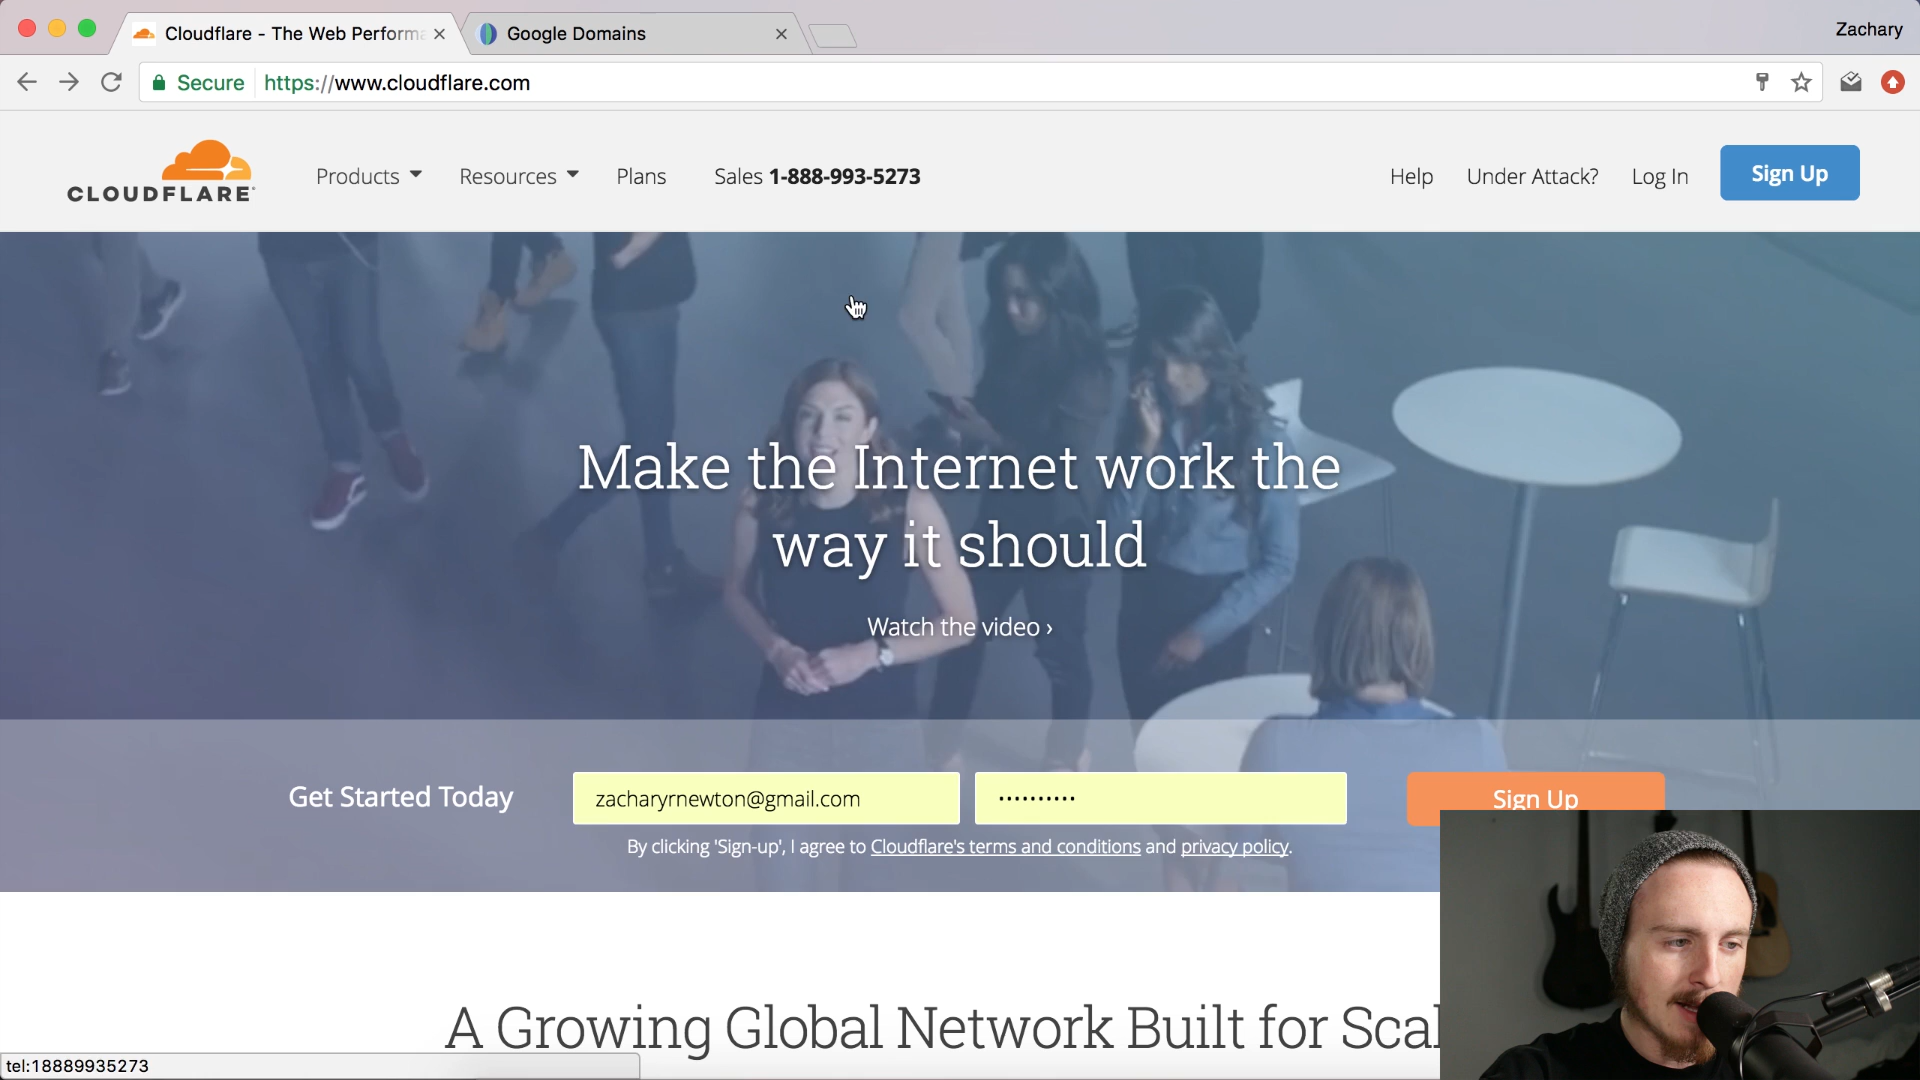 Cloudflare - The Web Performa
Google Domains
Zachary
Secure
https://www.cloudflare.com
CLOUDFLARE
Products
Resources
Plans
Sales 1-888-993-5273
Help
Under Attack?
Log In
Sign Up
Make the Internet work the
way it should
Watch the video ›
Get Started Today
zacharyrnewton@gmail.com
••••••••••
Sign Up
By clicking 'Sign-up', I agree to Cloudflare's terms and conditions and privacy policy.
A Growing Global Network Built for Scal
tel:18889935273